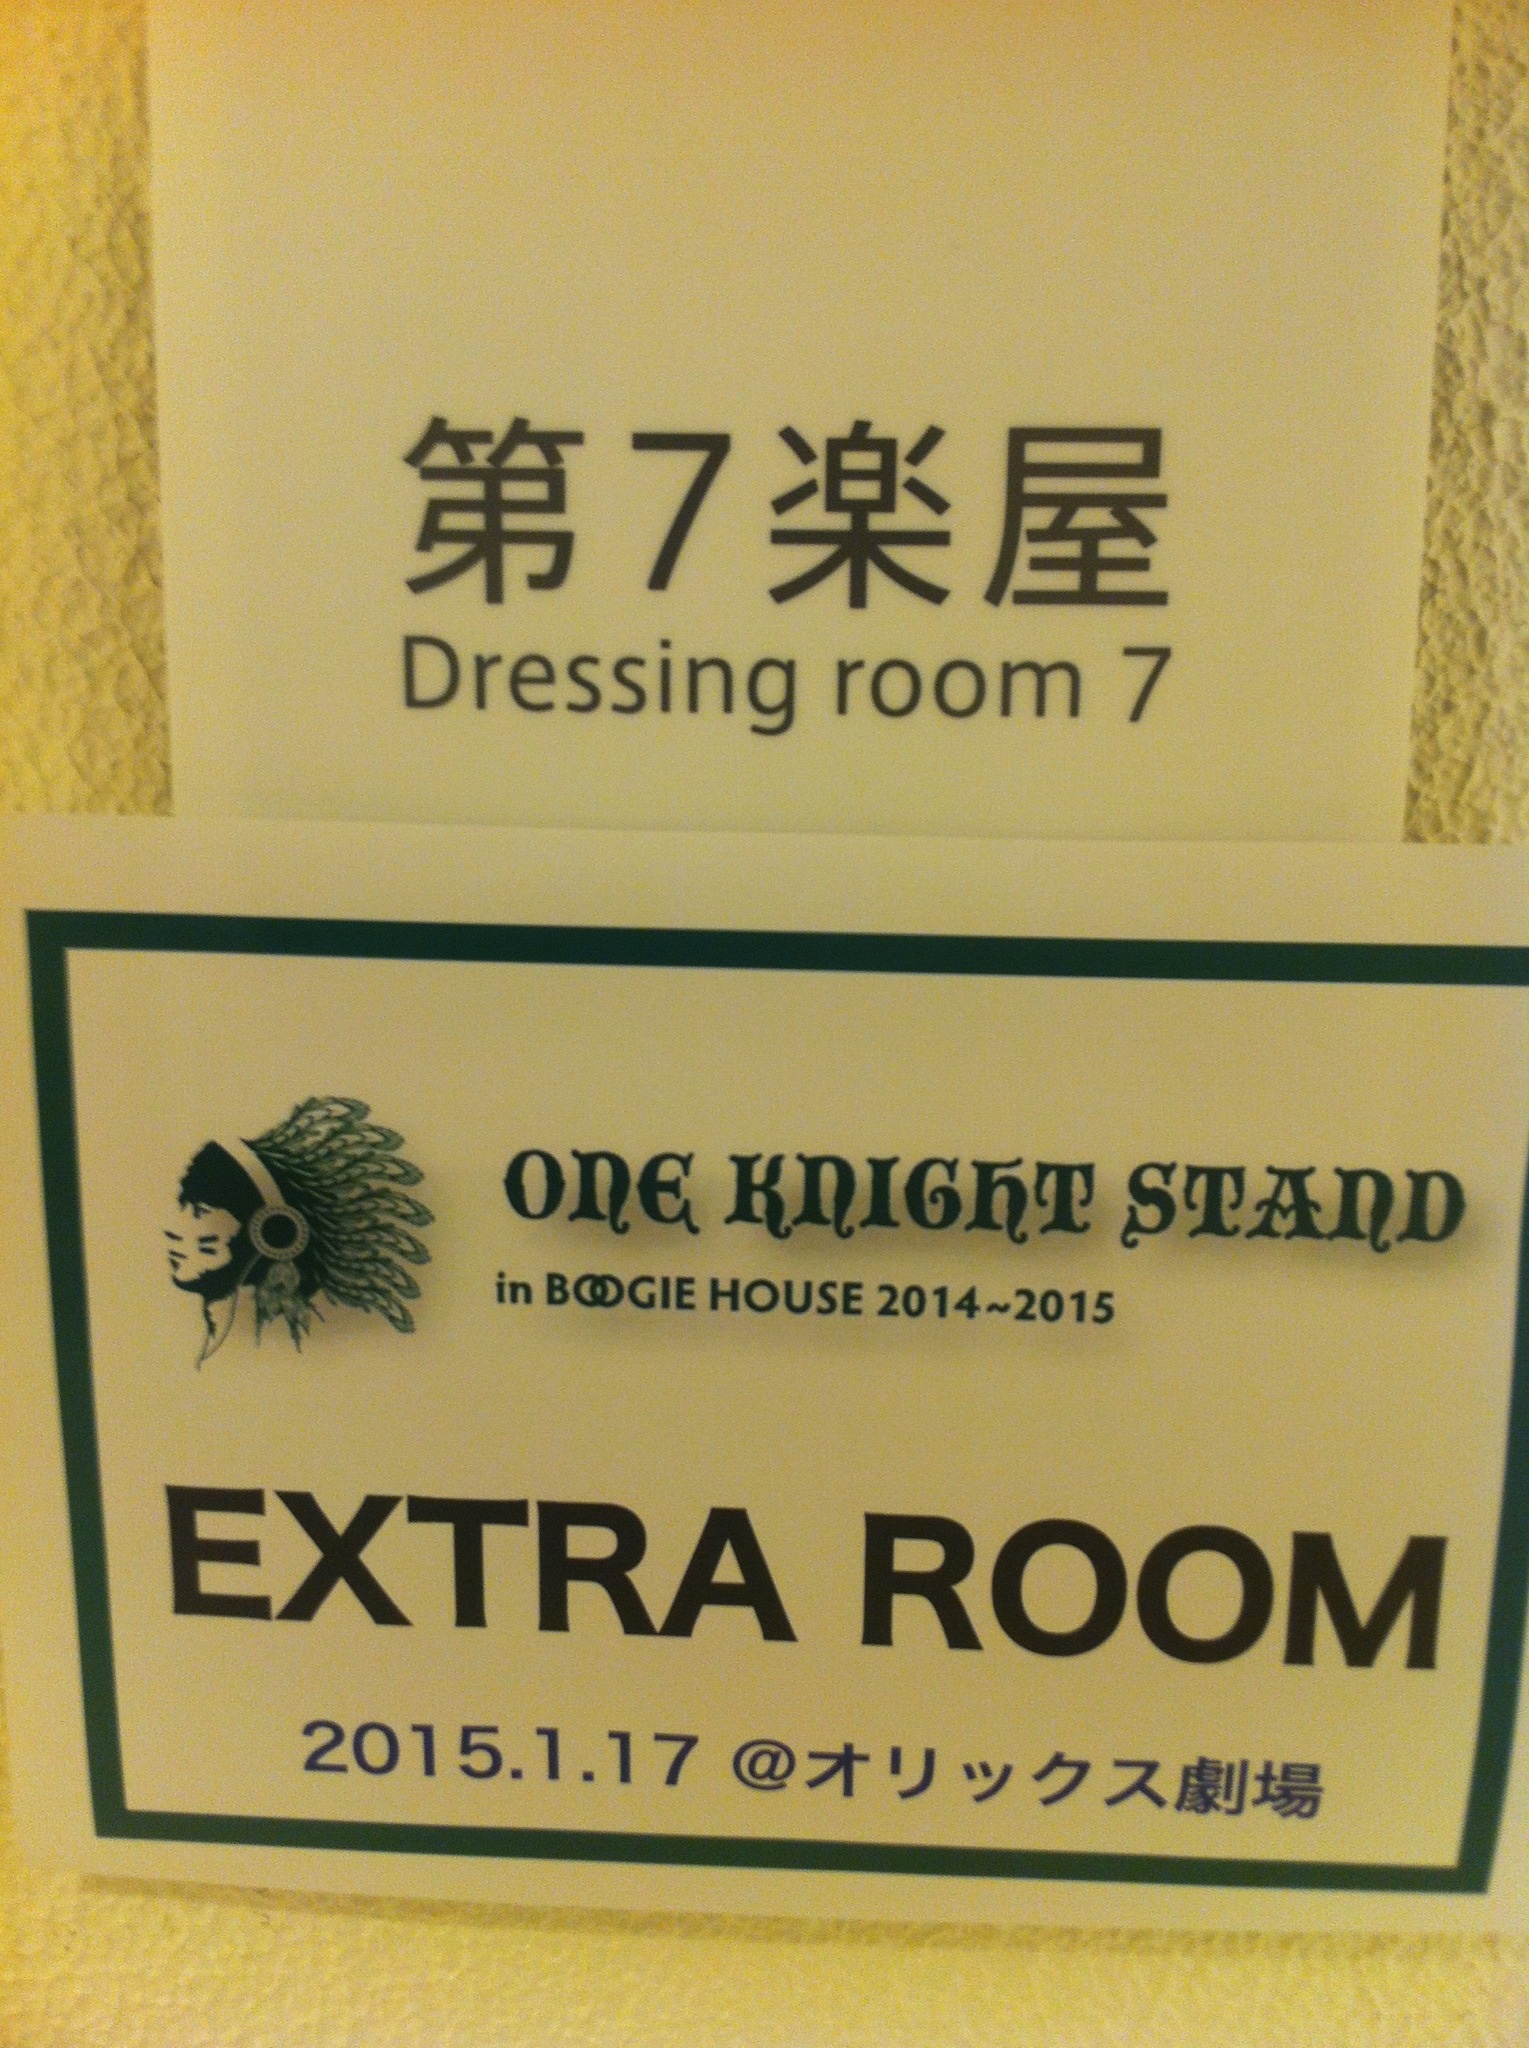 第7楽屋
Dressing room 7
ONE KNIGHT STAND
in BOOGIE HOUSE 2014~2015
EXTRA ROOM
2015.1.17 @オリックス劇場